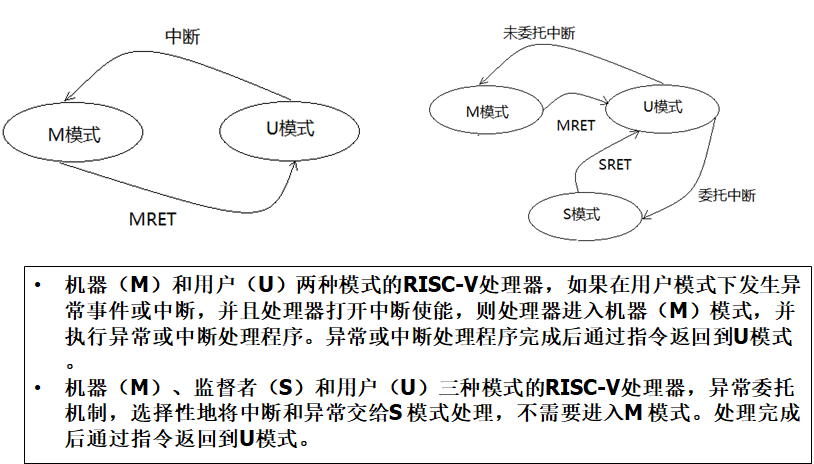 中断
M模式
U模式
MRET
未委托中断
M模式
U模式
MRET
SRET
S模式
委托中断
• 机器（M）和用户（U）两种模式的RISC-V处理器，如果在用户模式下发生异
常事件或中断，并且处理器打开中断使能，则处理器进入机器（M）模式，并
执行异常或中断处理程序。异常或中断处理程序完成后通过指令返回到U模式
。
• 机器（M）、监督者（S）和用户（U）三种模式的RISC-V处理器，异常委托
机制，选择性地将中断和异常交给S 模式处理，不需要进入M 模式。处理完成
后通过指令返回到U模式。